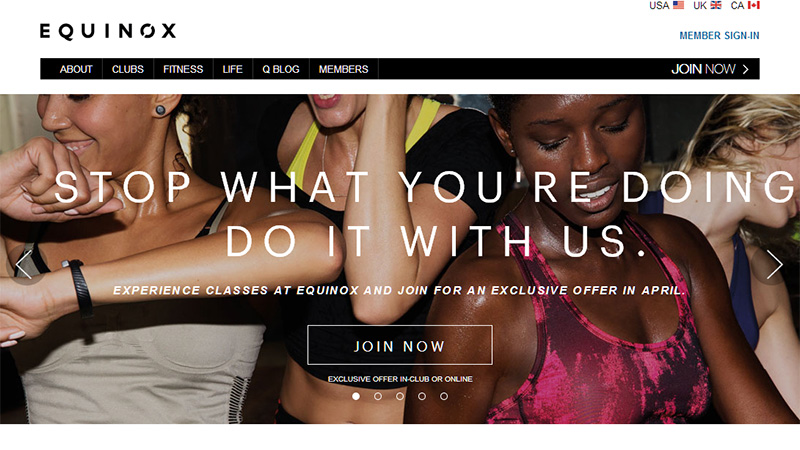 USA UK CA
EQUINOX
MEMBER SIGN-IN
ABOUT CLUBS FITNESS LIFE Q BLOG MEMBERS JOIN NOW
STOP WHAT YOU'RE DOING
DO IT WITH US.
EXPERIENCE CLASSES AT EQUINOX AND JOIN FOR AN EXCLUSIVE OFFER IN APRIL.
JOIN NOW
EXCLUSIVE OFFER IN-CLUB OR ONLINE